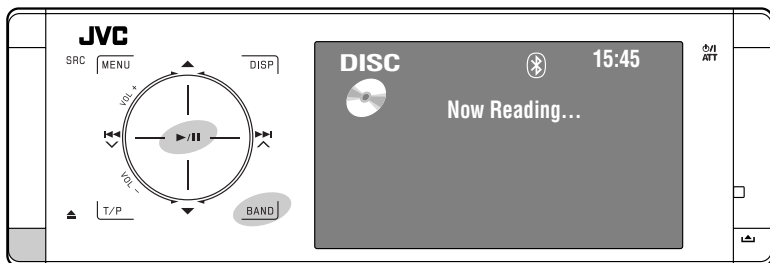 JVC
SRC
MENU
DISP
VOL +
VOL –
T/P
BAND
DISC
15:45
Now Reading...
⏻/I
ATT